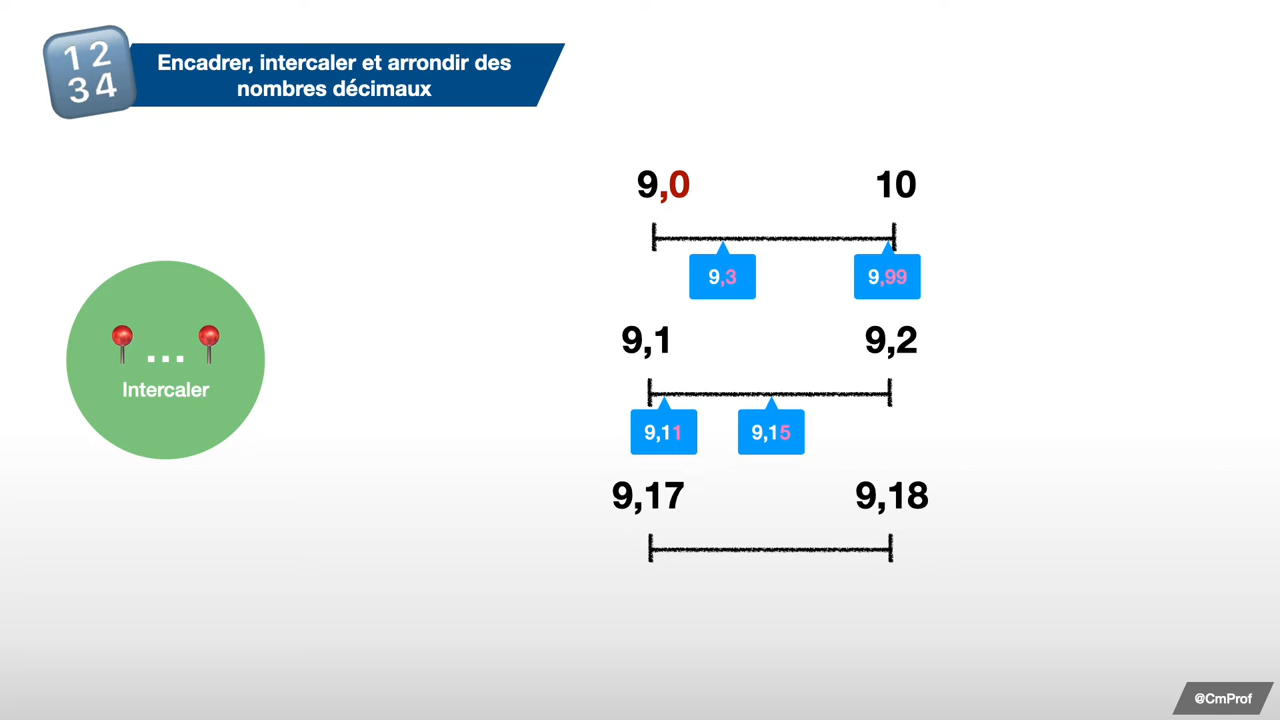 1 2
3 4
Encadrer, intercaler et arrondir des
nombres décimaux
9,0 10
9,3 9,99
9,1 9,2
...
Intercaler
9,11 9,15
9,17 9,18
@CmProf